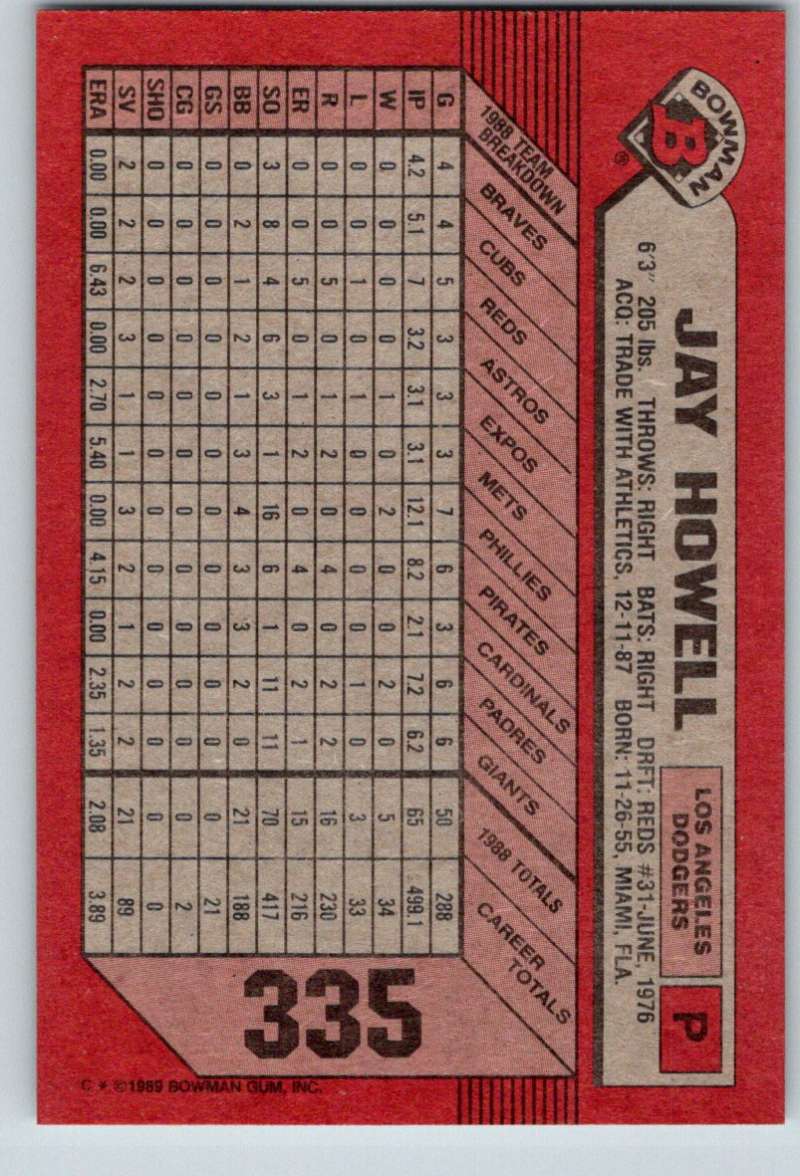 BOWMAN
B
®
JAY HOWELL
LOS ANGELES
DODGERS
P
6'3" 205 lbs. THROWS: RIGHT BATS: RIGHT DRFT: REDS #31-JUNE, 1976
ACQ: TRADE WITH ATHLETICS, 12-11-87 BORN: 11-26-55, MIAMI, FLA.
1988 TEAM
BREAKDOWN
BRAVES
CUBS
REDS
ASTROS
EXPOS
METS
PHILLIES
PIRATES
CARDINALS
PADRES
GIANTS
1988 TOTALS
CAREER
TOTALS
G 4 4 5 3 3 3 7 6 3 6 6 50 288
IP 4.2 5.1 7 3.2 3.1 3.1 12.1 8.2 2.1 7.2 6.2 65 499.1
W 0 0 0 0 1 0 2 0 0 2 0 5 34
L 0 0 1 0 1 0 0 0 0 1 0 3 33
R 0 0 5 0 1 2 0 4 0 2 2 16 230
ER 0 0 5 0 1 2 0 4 0 2 1 15 216
SO 3 8 4 6 3 1 16 6 1 11 11 70 417
BB 0 2 1 2 1 3 4 3 3 2 0 21 188
GS 0 0 0 0 0 0 0 0 0 0 0 0 21
CG 0 0 0 0 0 0 0 0 0 0 0 0 2
SHO 0 0 0 0 0 0 0 0 0 0 0 0 0
SV 2 2 2 3 1 1 3 2 1 2 2 21 89
ERA 0.00 0.00 6.43 0.00 2.70 5.40 0.00 4.15 0.00 2.35 1.35 2.08 3.89
335
C * ©1989 BOWMAN GUM, INC.